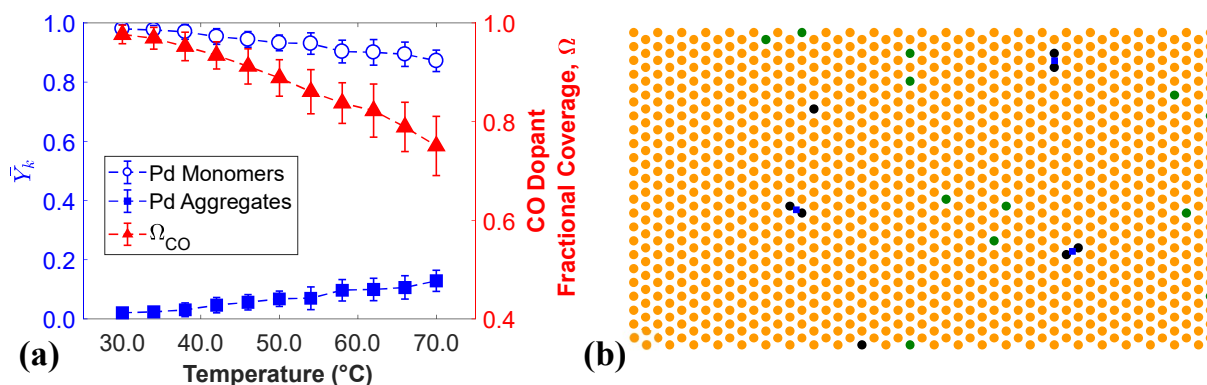 1.0
0.8
0.6
0.4
0.2
0.0
Ȳₖ
Pd Monomers
Pd Aggregates
Ω_CO
1.0
0.8
0.6
0.4
CO Dopant
Fractional Coverage, Ω
30.0 40.0 50.0 60.0 70.0
Temperature (°C)
(a)
(b)